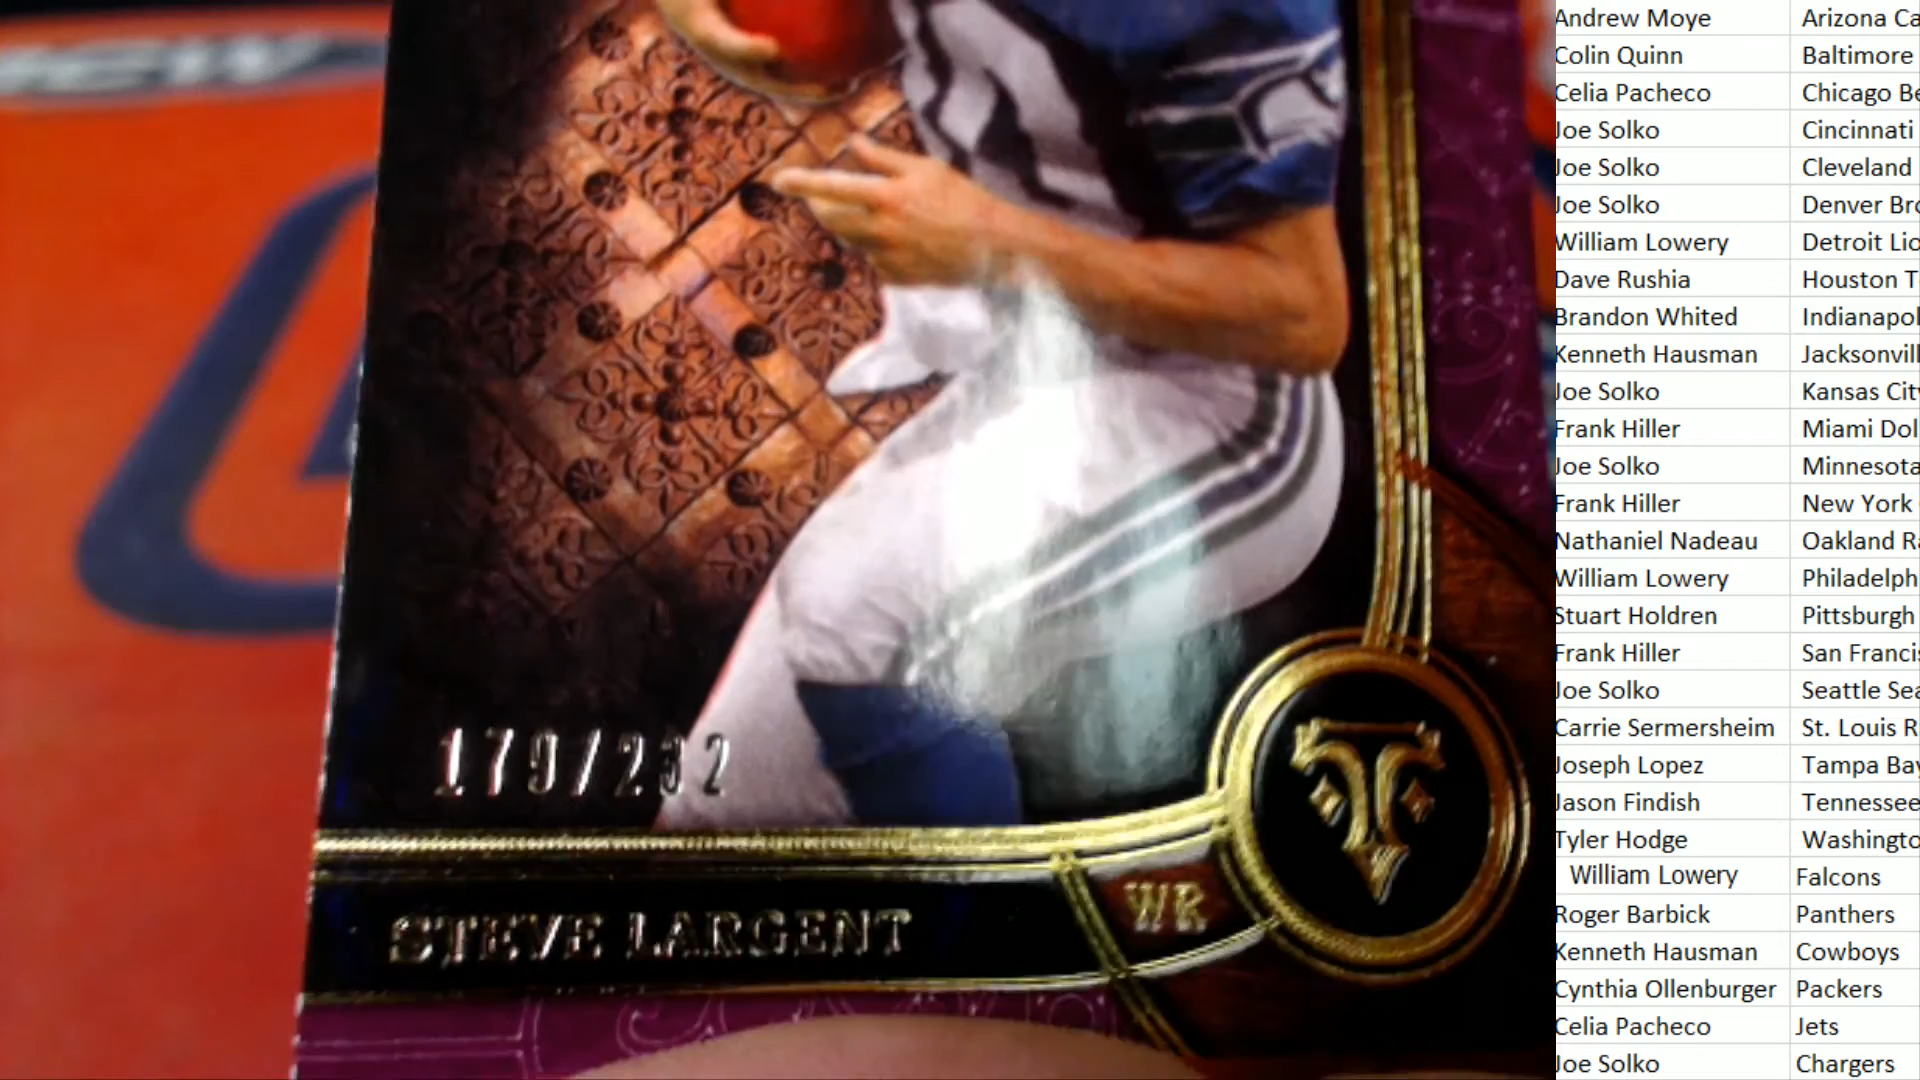 179/232
STEVE LARGENT
WR
Andrew Moye Arizona Ca
Colin Quinn Baltimore
Celia Pacheco Chicago Be
Joe Solko Cincinnati
Joe Solko Cleveland
Joe Solko Denver Bro
William Lowery Detroit Lio
Dave Rushia Houston T
Brandon Whited Indianapol
Kenneth Hausman Jacksonvill
Joe Solko Kansas City
Frank Hiller Miami Dol
Joe Solko Minnesota
Frank Hiller New York
Nathaniel Nadeau Oakland Ra
William Lowery Philadelph
Stuart Holdren Pittsburgh
Frank Hiller San Francis
Joe Solko Seattle Sea
Carrie Sermersheim St. Louis R
Joseph Lopez Tampa Bay
Jason Findish Tennessee
Tyler Hodge Washingto
William Lowery Falcons
Roger Barbick Panthers
Kenneth Hausman Cowboys
Cynthia Ollenburger Packers
Celia Pacheco Jets
Joe Solko Chargers